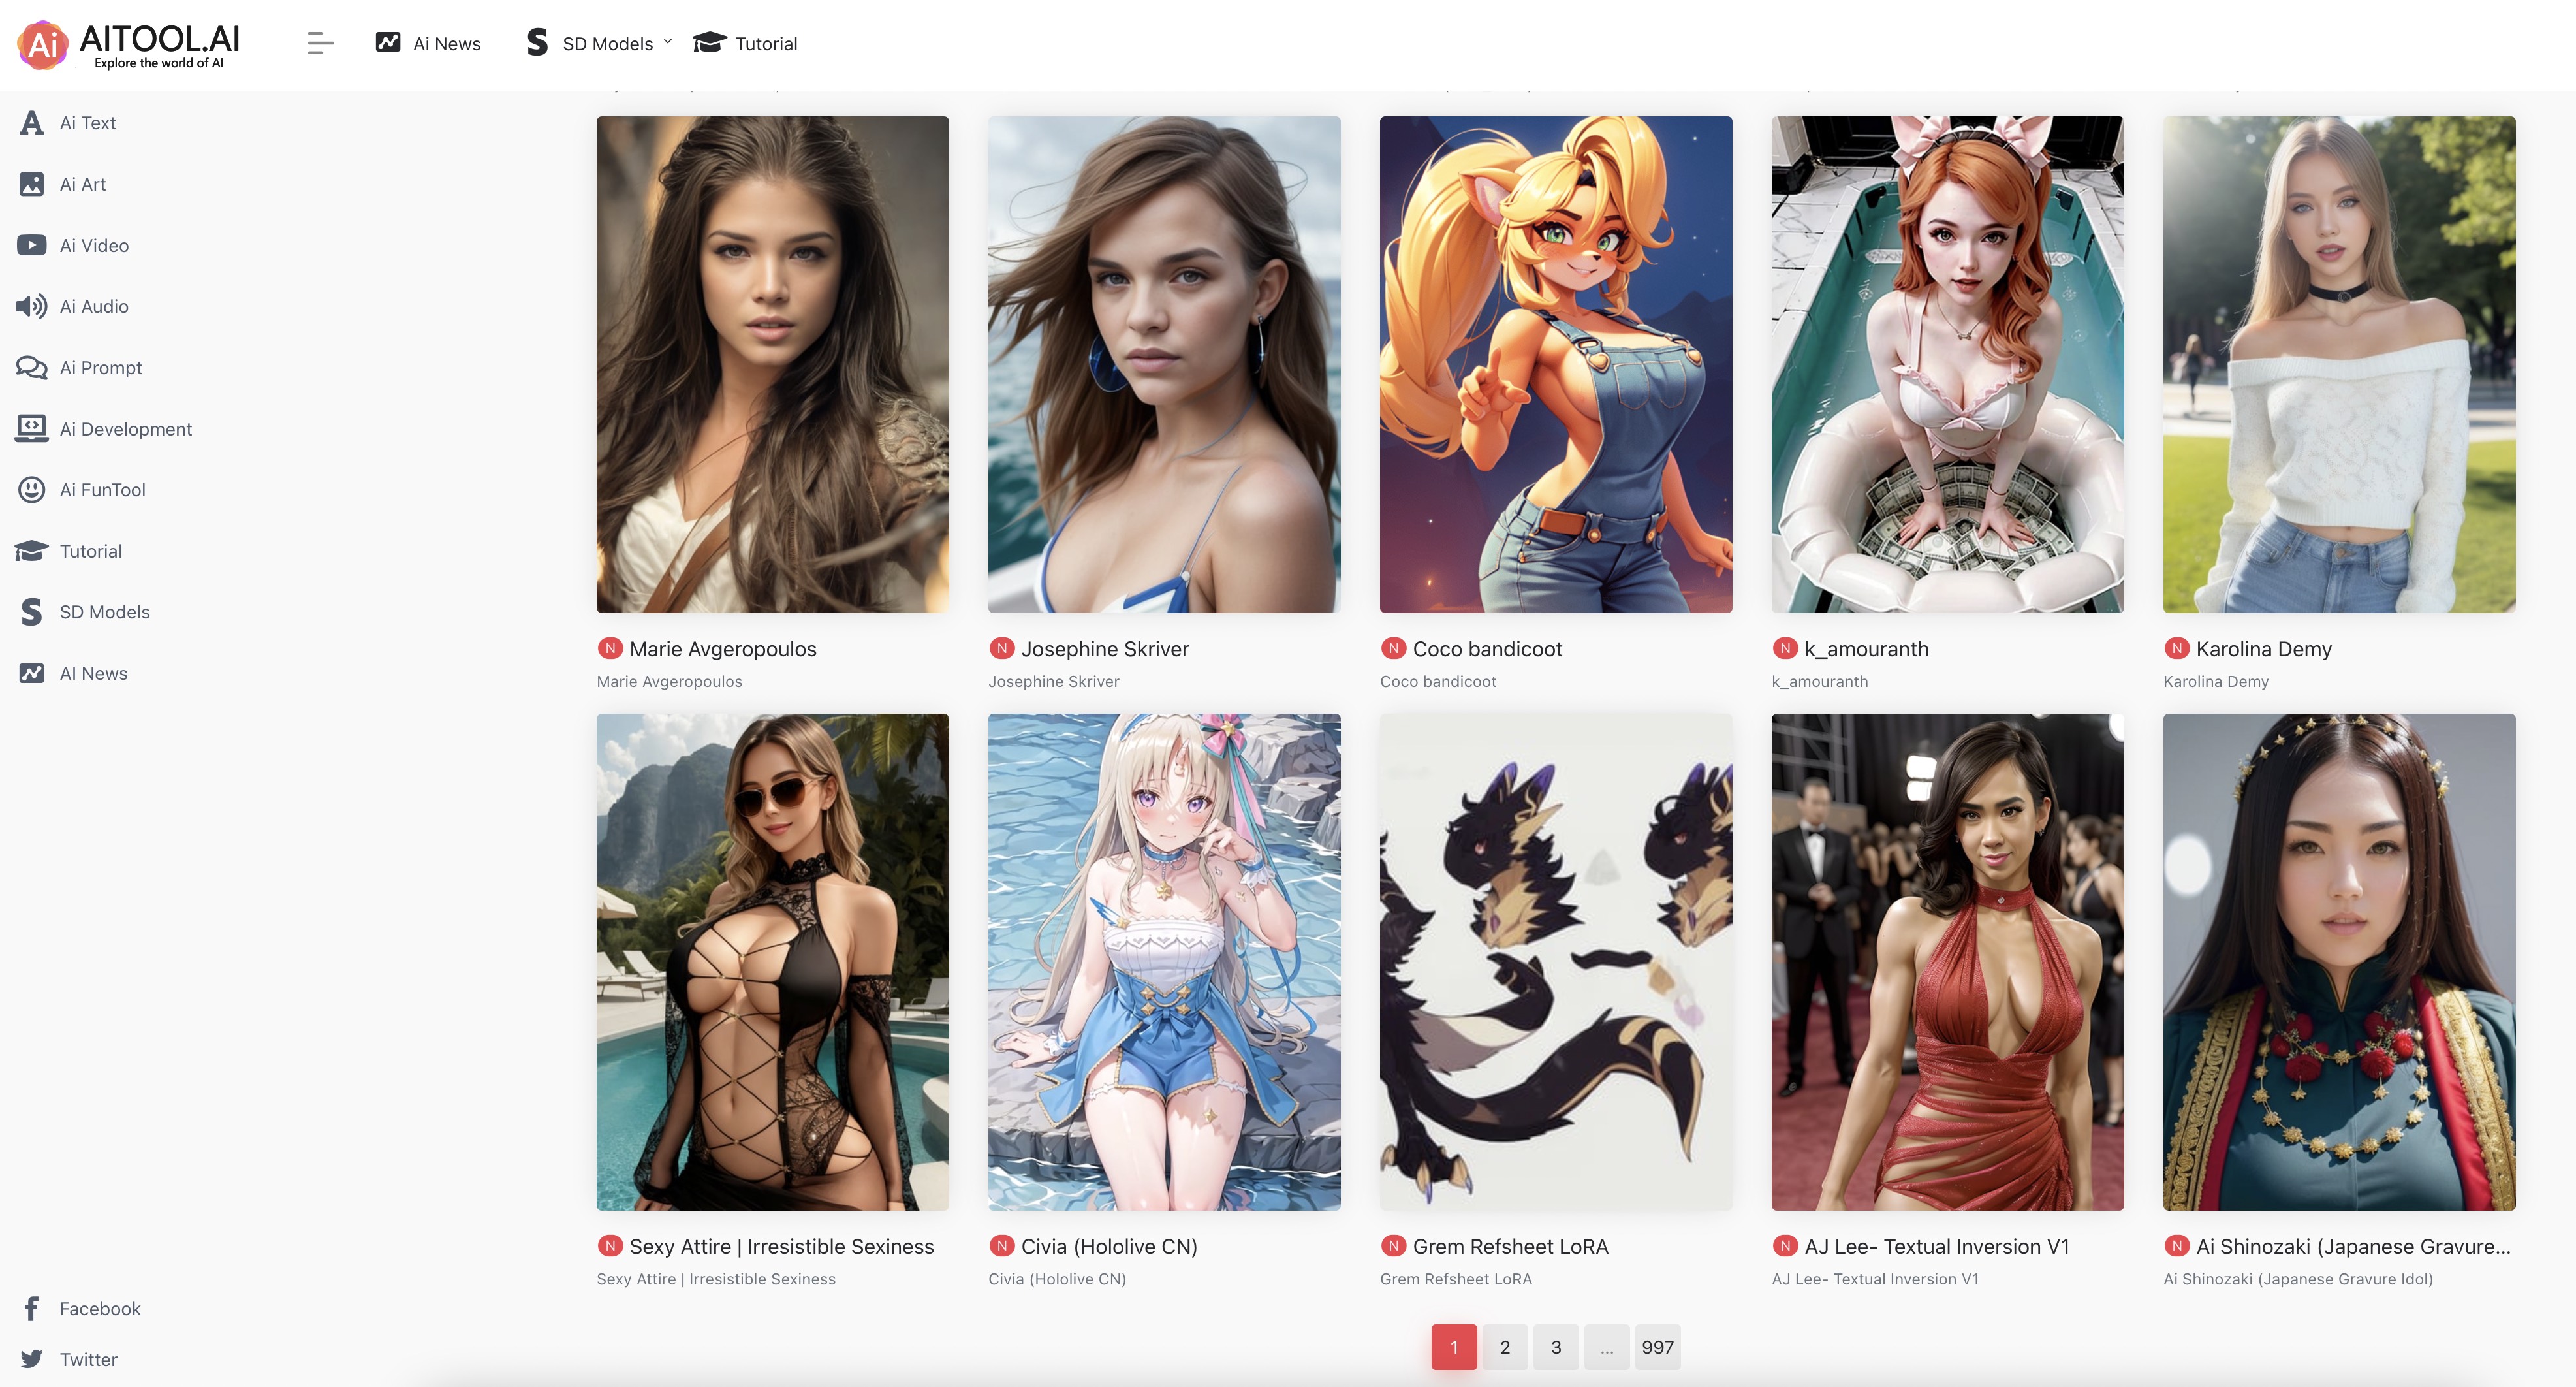 Ai AITOOL.AI
Explore the world of AI
Ai News
SD Models
Tutorial
Ai Text
Ai Art
Ai Video
Ai Audio
Ai Prompt
Ai Development
Ai FunTool
Tutorial
SD Models
AI News
Facebook
Twitter
N Marie Avgeropoulos
Marie Avgeropoulos
N Josephine Skriver
Josephine Skriver
N Coco bandicoot
Coco bandicoot
N k_amouranth
k_amouranth
N Karolina Demy
Karolina Demy
N Sexy Attire | Irresistible Sexiness
Sexy Attire | Irresistible Sexiness
N Civia (Hololive CN)
Civia (Hololive CN)
N Grem Refsheet LoRA
Grem Refsheet LoRA
N AJ Lee- Textual Inversion V1
AJ Lee- Textual Inversion V1
N Ai Shinozaki (Japanese Gravure...
Ai Shinozaki (Japanese Gravure Idol)
1 2 3 ... 997